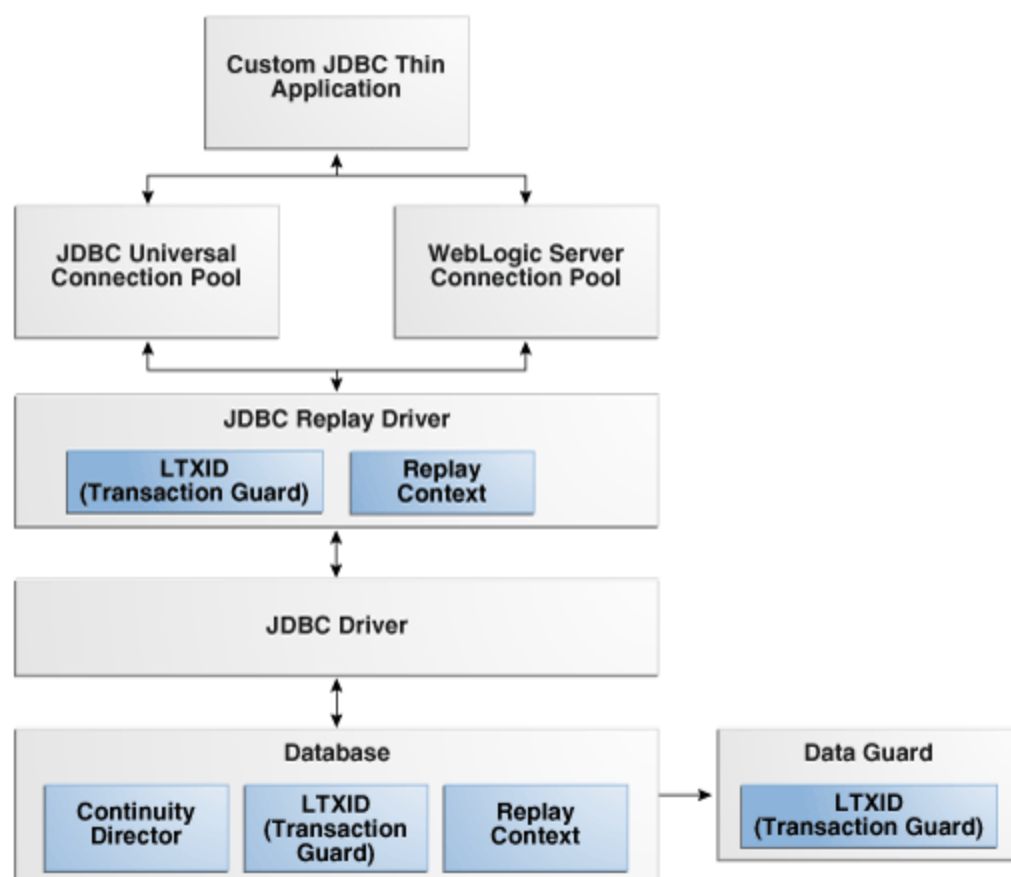 Custom JDBC Thin
Application
JDBC Universal
Connection Pool
WebLogic Server
Connection Pool
JDBC Replay Driver
LTXID
(Transaction Guard)
Replay
Context
JDBC Driver
Database
Continuity
Director
LTXID
(Transaction
Guard)
Replay
Context
Data Guard
LTXID
(Transaction Guard)